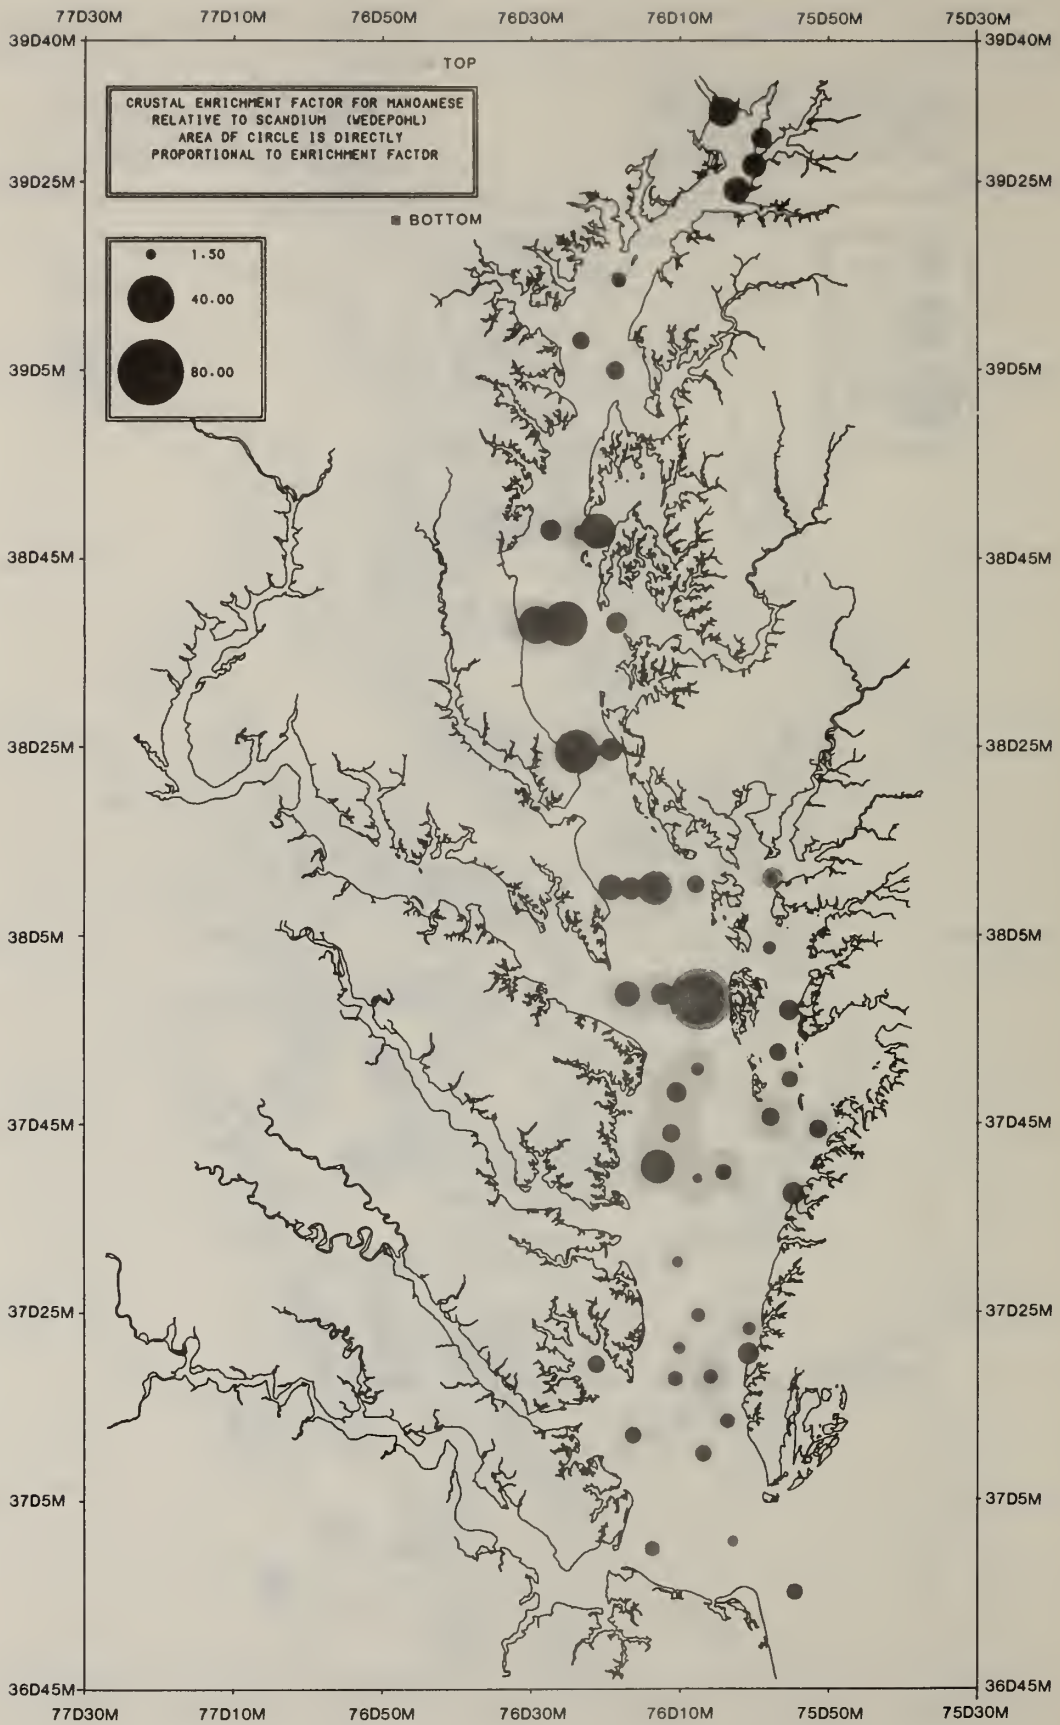 77D30M 77D10M 76D50M 76D30M 76D10M 75D50M 75D30M
39D40M 39D40M
TOP
CRUSTAL ENRICHMENT FACTOR FOR MANOANESE
RELATIVE TO SCANDIUM (WEDEPOHL)
AREA OF CIRCLE IS DIRECTLY
PROPORTIONAL TO ENRICHMENT FACTOR
39D25M 39D25M
BOTTOM
1.50
40.00
80.00
39D5M 39D5M
38D45M 38D45M
38D25M 38D25M
38D5M 38D5M
37D45M 37D45M
37D25M 37D25M
37D5M 37D5M
36D45M 36D45M
77D30M 77D10M 76D50M 76D30M 76D10M 75D50M 75D30M